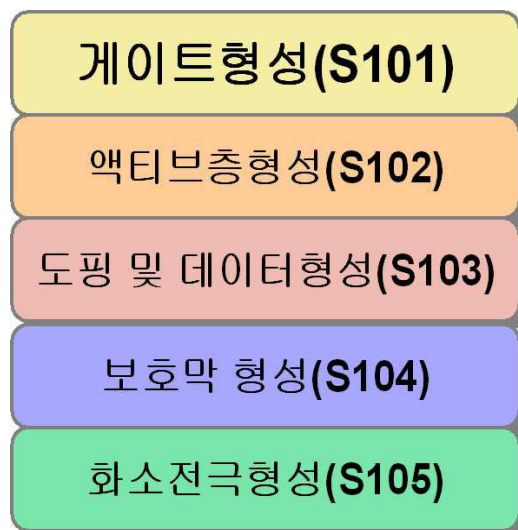 게이트형성(S101)
액티브층형성(S102)
도핑 및 데이터형성(S103)
보호막 형성(S104)
화소전극형성(S105)